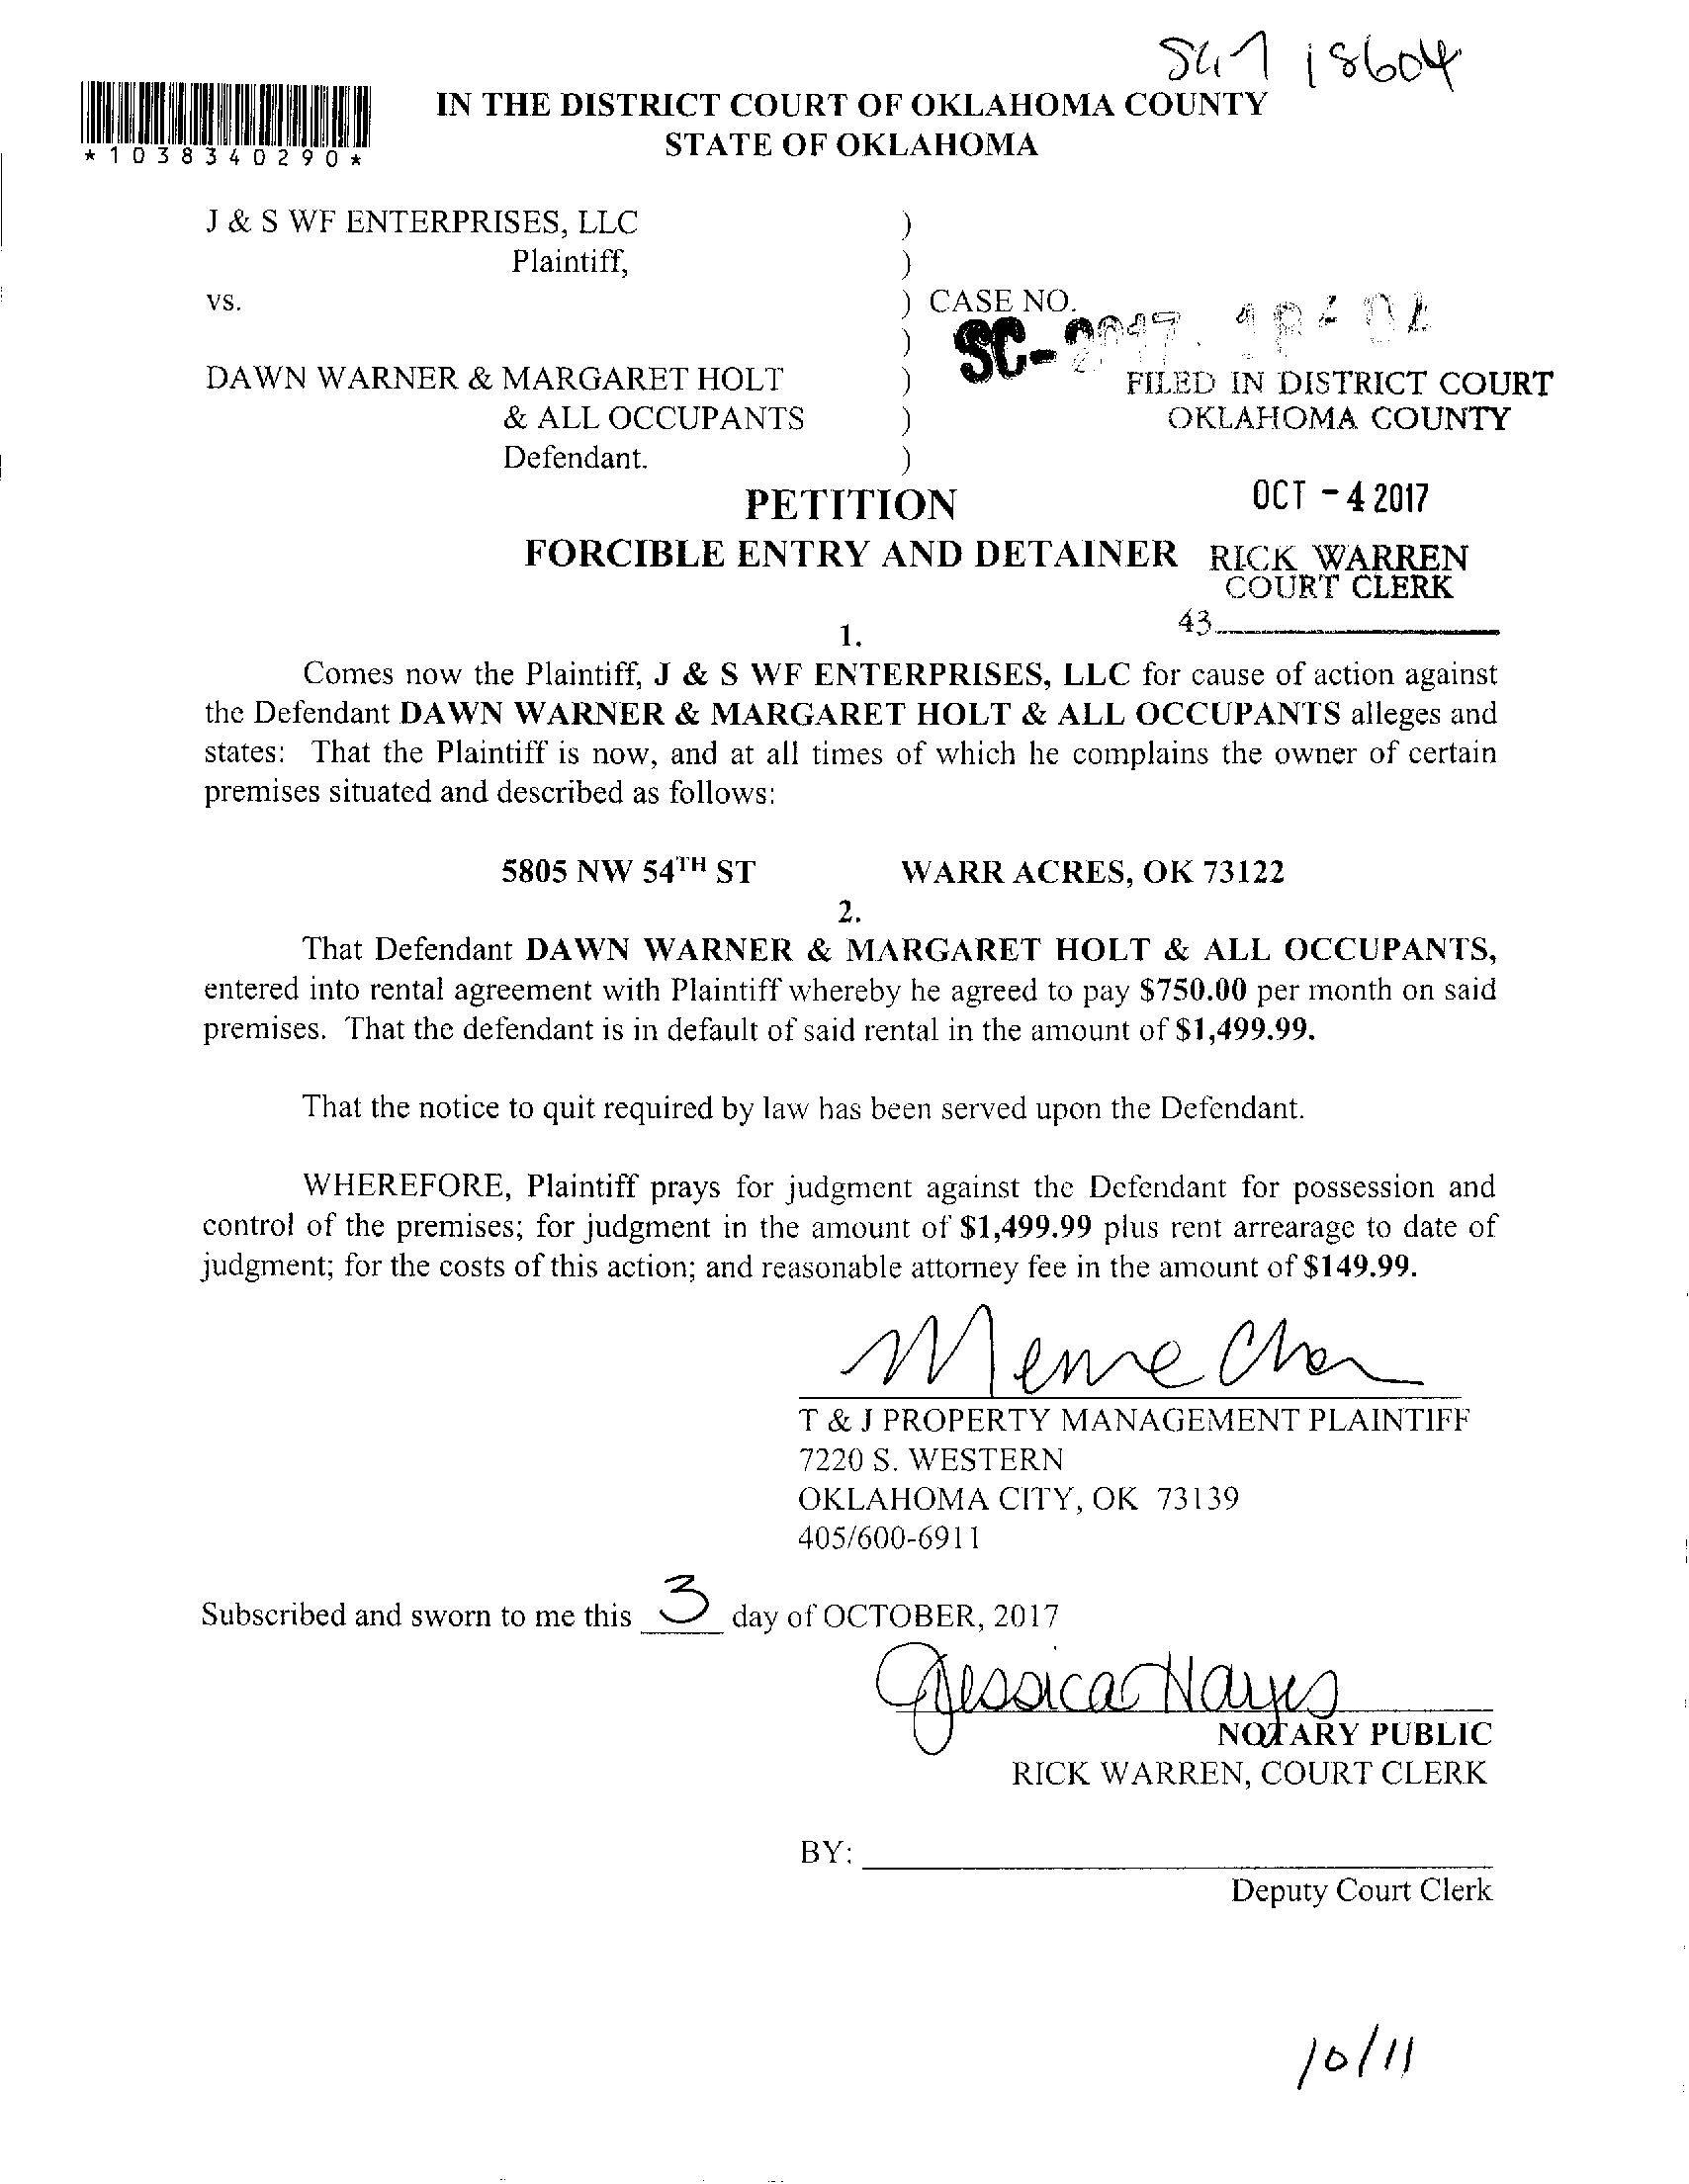 18604
IN THE DISTRICT COURT OF OKLAHOMA COUNTY
STATE OF OKLAHOMA
*1038340290*
J & S WF ENTERPRISES, LLC )
Plaintiff, )
vs. ) CASE NO.
) SC-
DAWN WARNER & MARGARET HOLT )
& ALL OCCUPANTS )
Defendant. )
FILED IN DISTRICT COURT
OKLAHOMA COUNTY
OCT - 4 2017
RICK WARREN
COURT CLERK
43
PETITION
FORCIBLE ENTRY AND DETAINER
1.
Comes now the Plaintiff, J & S WF ENTERPRISES, LLC for cause of action against
the Defendant DAWN WARNER & MARGARET HOLT & ALL OCCUPANTS alleges and
states: That the Plaintiff is now, and at all times of which he complains the owner of certain
premises situated and described as follows:
5805 NW 54TH ST WARR ACRES, OK 73122
2.
That Defendant DAWN WARNER & MARGARET HOLT & ALL OCCUPANTS,
entered into rental agreement with Plaintiff whereby he agreed to pay $750.00 per month on said
premises. That the defendant is in default of said rental in the amount of $1,499.99.
That the notice to quit required by law has been served upon the Defendant.
WHEREFORE, Plaintiff prays for judgment against the Defendant for possession and
control of the premises; for judgment in the amount of $1,499.99 plus rent arrearage to date of
judgment; for the costs of this action; and reasonable attorney fee in the amount of $149.99.
T & J PROPERTY MANAGEMENT PLAINTIFF
7220 S. WESTERN
OKLAHOMA CITY, OK 73139
405/600-6911
Subscribed and sworn to me this 3 day of OCTOBER, 2017
Jessica Hayes
NOTARY PUBLIC
RICK WARREN, COURT CLERK
BY:
Deputy Court Clerk
10/11